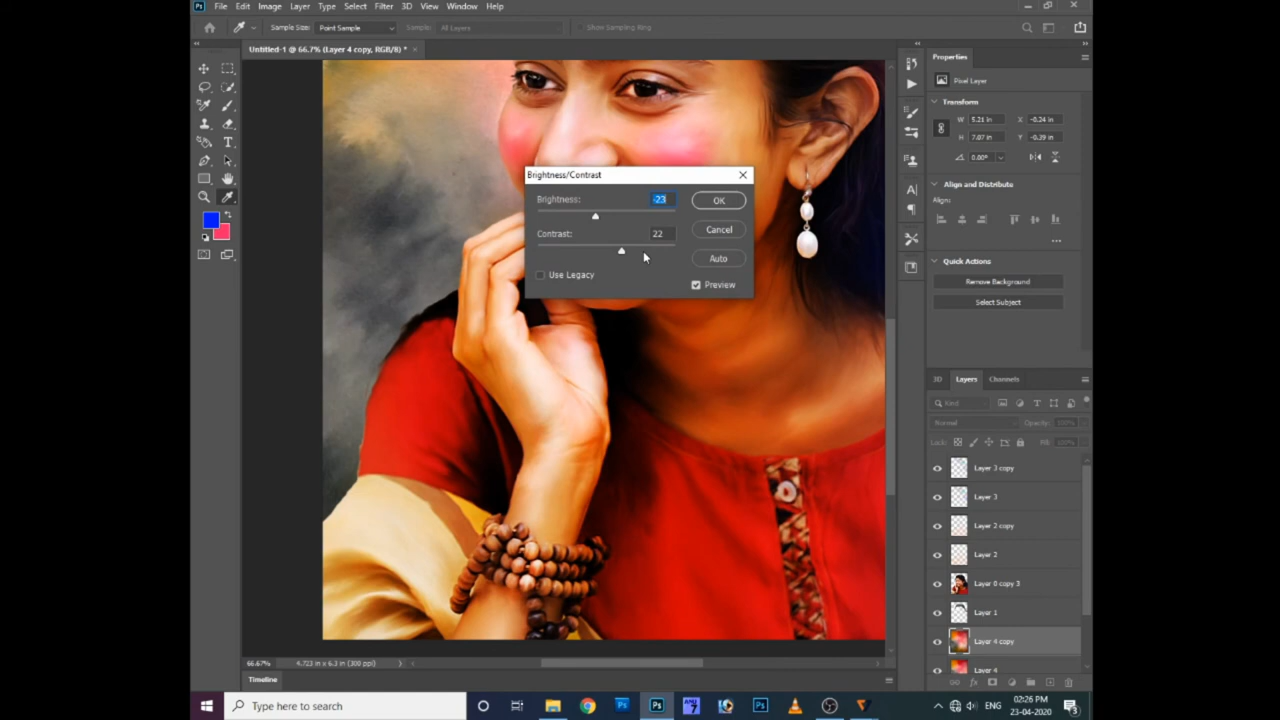 Ps File Edit Image Layer Type Select Filter 3D View Window Help
Sample Size: Point Sample Sample: All Layers Show Sampling Ring
Untitled-1 @ 66.7% (Layer 4 copy, RGB/8) *
Properties
Pixel Layer
Transform
W 5.21 in X -0.24 in
H 7.07 in Y -0.39 in
0.00°
Align and Distribute
Align:
Quick Actions
Remove Background
Select Subject
Brightness/Contrast
Brightness: -23 OK
Contrast: 22 Cancel
Auto
Use Legacy
Preview
3D Layers Channels
Kind
Normal Opacity: 100%
Lock: Fill: 100%
Layer 3 copy
Layer 3
Layer 2 copy
Layer 2
Layer 0 copy 3
Layer 1
Layer 4 copy
Layer 4
66.67% 4.723 in x 6.3 in (300 ppi)
Timeline
Type here to search
ENG
02:26 PM
23-04-2020